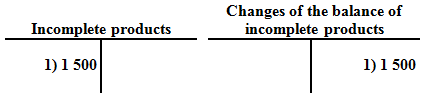 Incomplete products
Changes of the balance of
incomplete products
1) 1 500
1) 1 500